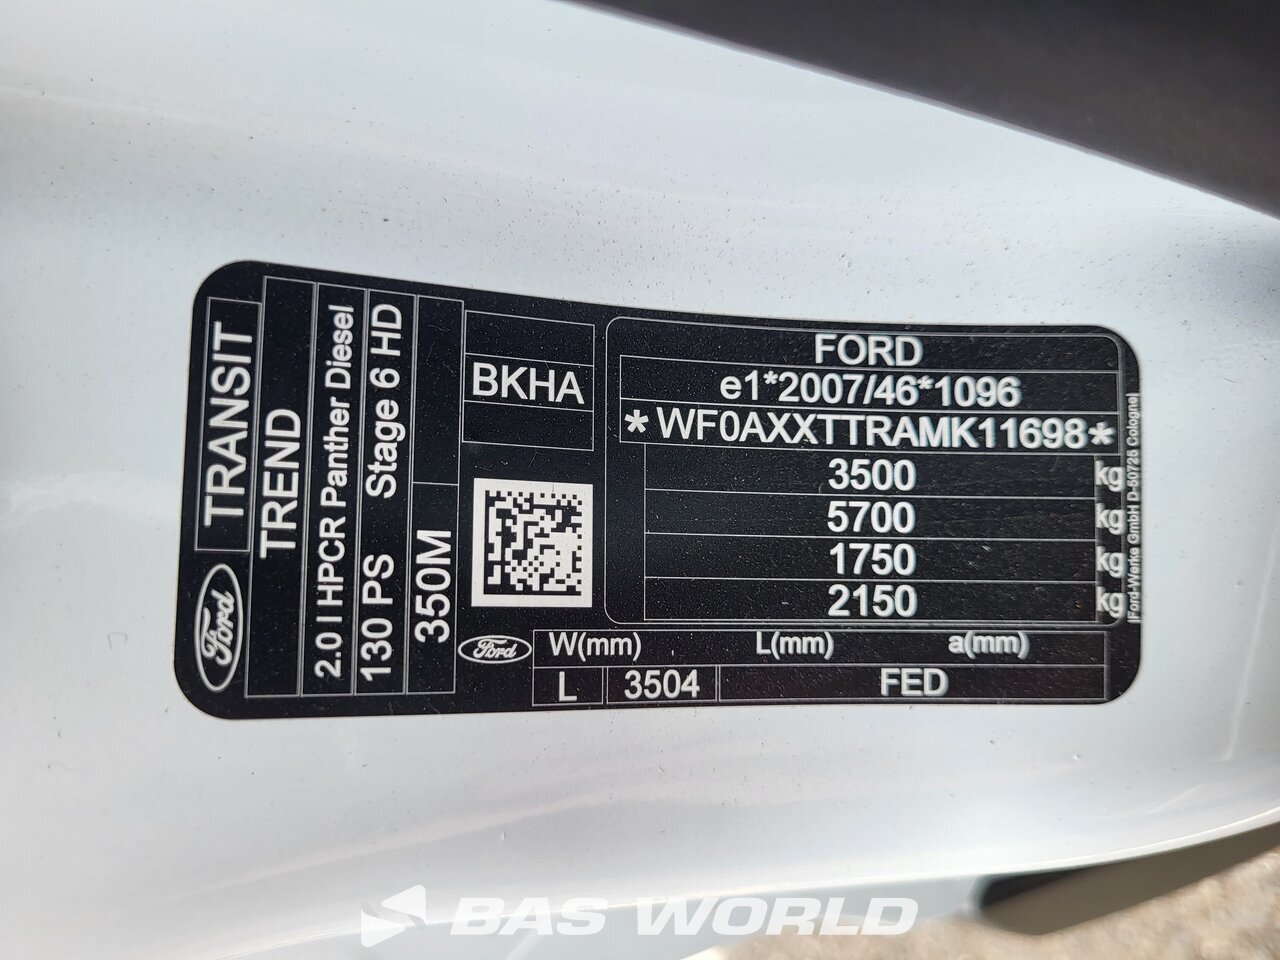 Ford
TRANSIT
TREND
2.0 l HPCR Panther Diesel
130 PS Stage 6 HD
350M
BKHA
FORD
e1*2007/46*1096
*WF0AXXTTRAMK11698*
3500 kg
5700 kg
1750 kg
2150 kg
Ford-Werke GmbH D-50725 Cologne
Ford
W(mm) L(mm) a(mm)
L 3504 FED
BAS WORLD